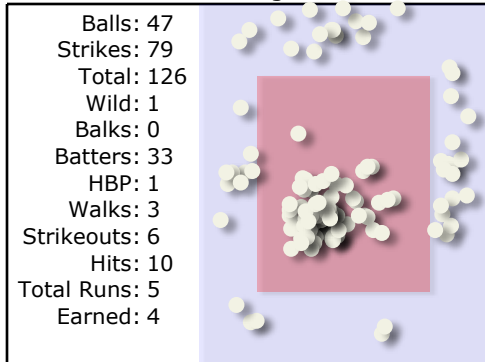 Balls: 47
Strikes: 79
Total: 126
Wild: 1
Balks: 0
Batters: 33
HBP: 1
Walks: 3
Strikeouts: 6
Hits: 10
Total Runs: 5
Earned: 4